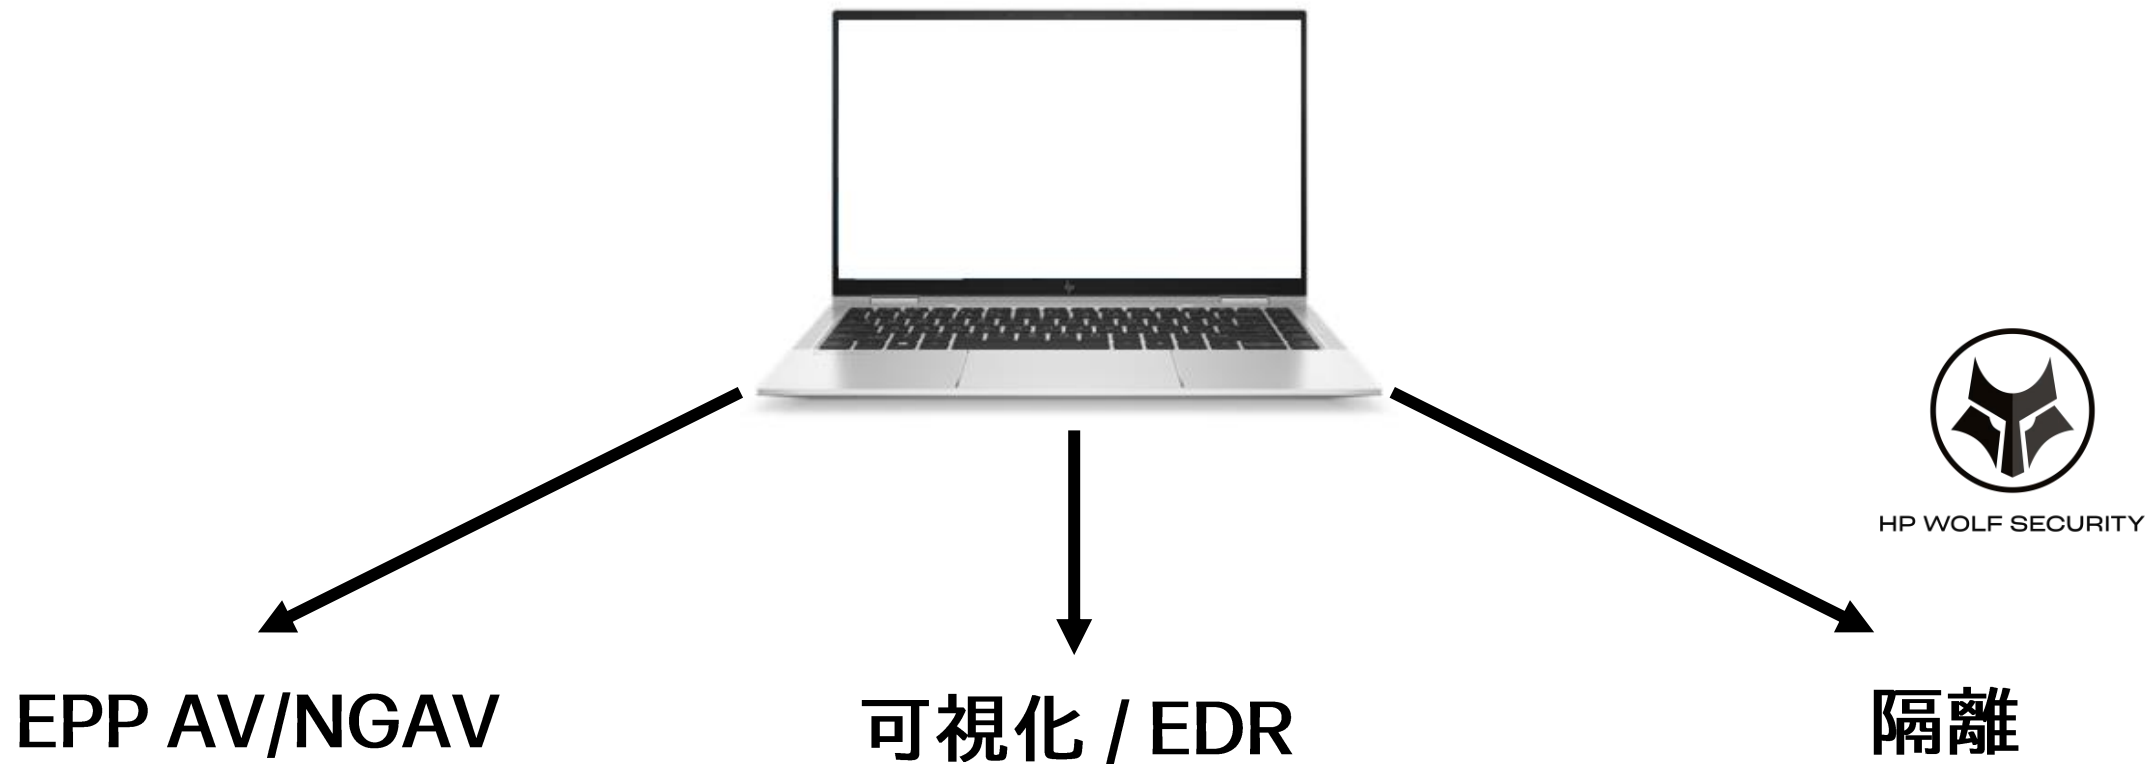 HP WOLF SECURITY
EPP AV/NGAV
可視化 / EDR
隔離